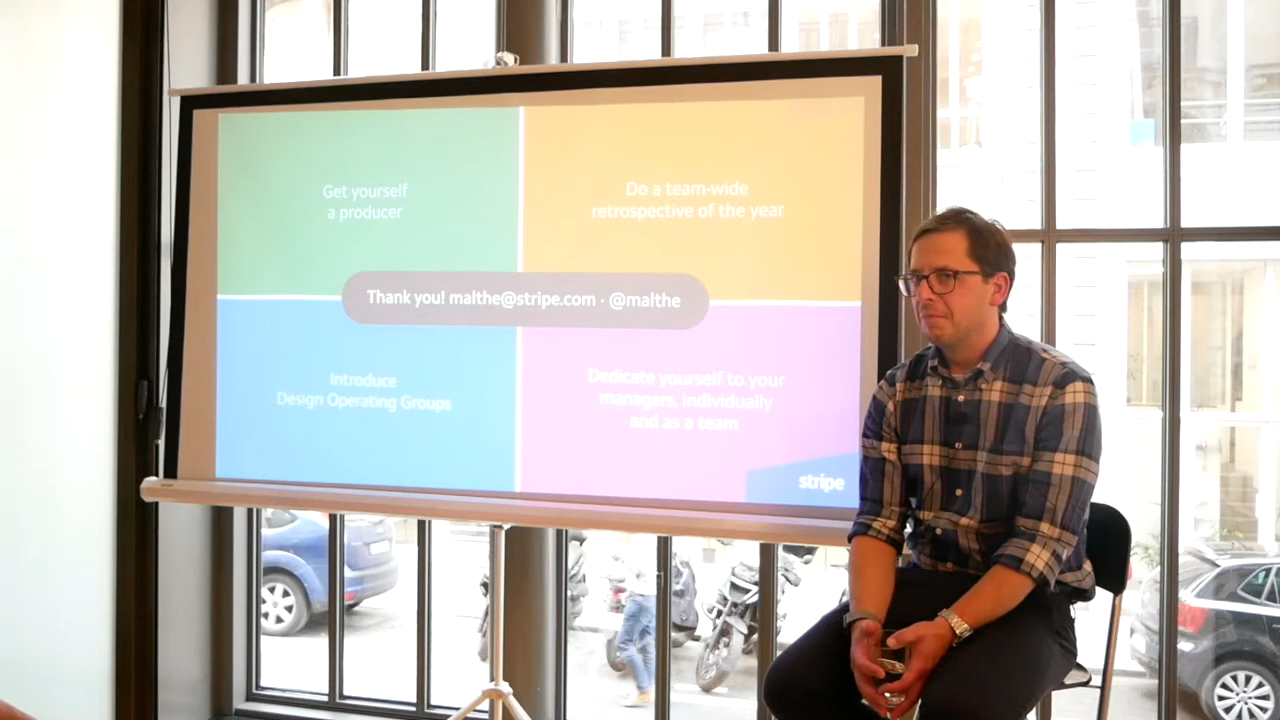 Get yourself
a producer
Do a team-wide
retrospective of the year
Thank you! malthe@stripe.com · @malthe
Introduce
Design Operating Groups
Dedicate yourself to your
managers, individually
and as a team
stripe